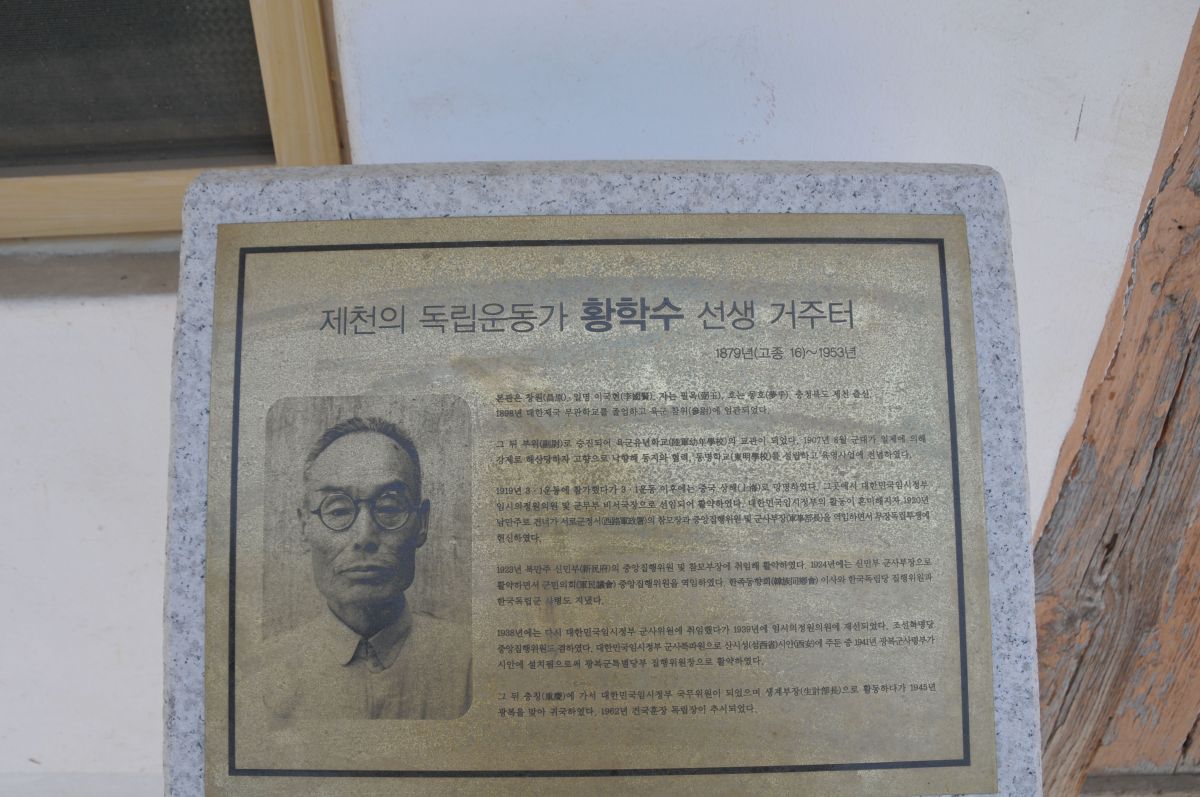 제천의 독립운동가 황학수 선생 거주터
1879년(고종 16)~1953년
본관은 창원(昌原). 일명 이국현(李國賢), 자는 필옥(弼玉), 호는 몽호(夢乎). 충청북도 제천 출신.
1898년 대한제국 무관학교를 졸업하고 육군 참위(參尉)에 임관되었다.
그 뒤 부위(副尉)로 승진되어 육군유년학교(陸軍幼年學校)의 교관이 되었다. 1907년 8월 군대가 일제에 의해
강제로 해산당하자 고향으로 낙향해 동지와 협력, 동명학교(東明學校)를 설립하고 육영사업에 전념하였다.
1919년 3·1운동에 참가했다가 3·1운동 이후에는 중국 상해(上海)로 망명하였다. 그곳에서 대한민국임시정부
임시의정원의원 및 군무부 비서국장으로 선임되어 활약하였다. 대한민국임시정부의 활동이 혼미해지자 1920년
남만주로 건너가 서로군정서(西路軍政署)의 참모장과 중앙집행위원 및 군사부장(軍事部長)을 역임하면서 무장독립투쟁에
헌신하였다.
1923년 북만주 신민부(新民府)의 중앙집행위원 및 참모부장에 취임해 활약하였다. 1924년에는 신민부 군사부장으로
활약하면서 군민의회(軍民議會) 중앙집행위원을 역임하였다. 한족동향회(韓族同鄕會) 이사와 한국독립당 집행위원과
한국독립군 사령도 지냈다.
1938년에는 다시 대한민국임시정부 군사위원에 취임했다가 1939년에 임시의정원의원에 재선되었다. 조선혁명당
중앙집행위원도 겸하였다. 대한민국임시정부 군사특파원으로 산시성(섬西省)시안(西安)에 주둔 중 1941년 광복군사령부가
시안에 설치됨으로써 광복군특별당부 집행위원장으로 활약하였다.
그 뒤 충칭(重慶)에 가서 대한민국임시정부 국무위원이 되었으며 생계부장(生計部長)으로 활동하다가 1945년
광복을 맞아 귀국하였다. 1962년 건국훈장 독립장이 추서되었다.